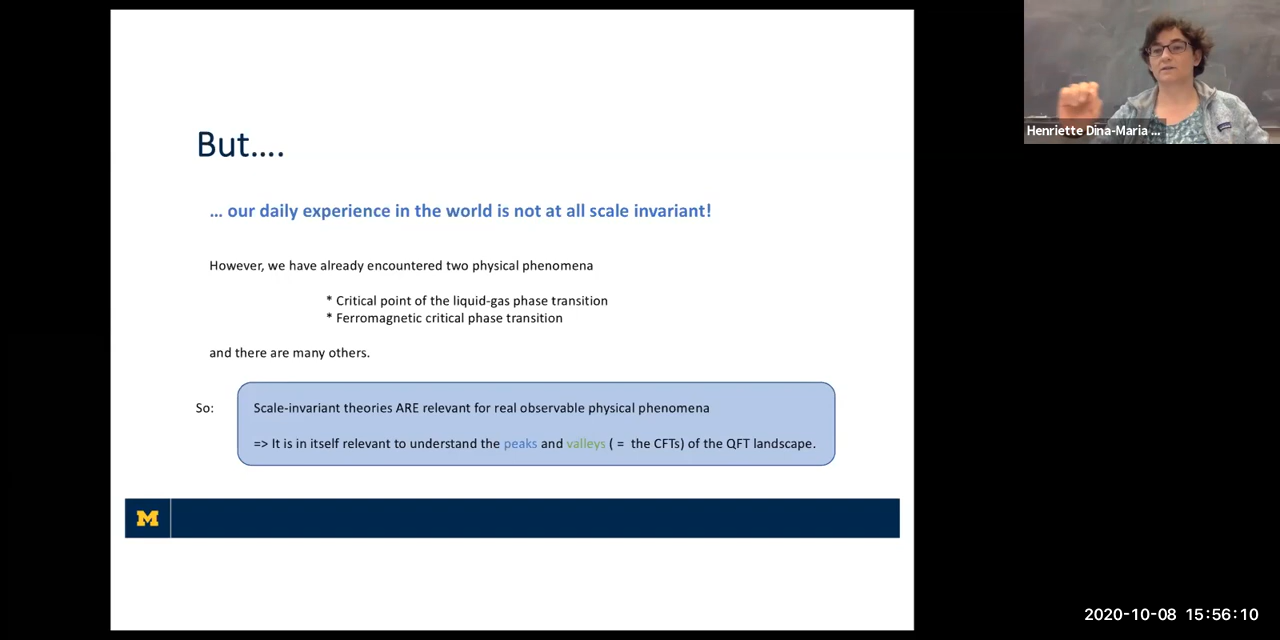 But....
... our daily experience in the world is not at all scale invariant!
However, we have already encountered two physical phenomena
* Critical point of the liquid-gas phase transition
* Ferromagnetic critical phase transition
and there are many others.
So:
Scale-invariant theories ARE relevant for real observable physical phenomena
=> It is in itself relevant to understand the peaks and valleys ( = the CFTs) of the QFT landscape.
M
Henriette Dina-Maria ...
2020-10-08 15:56:10